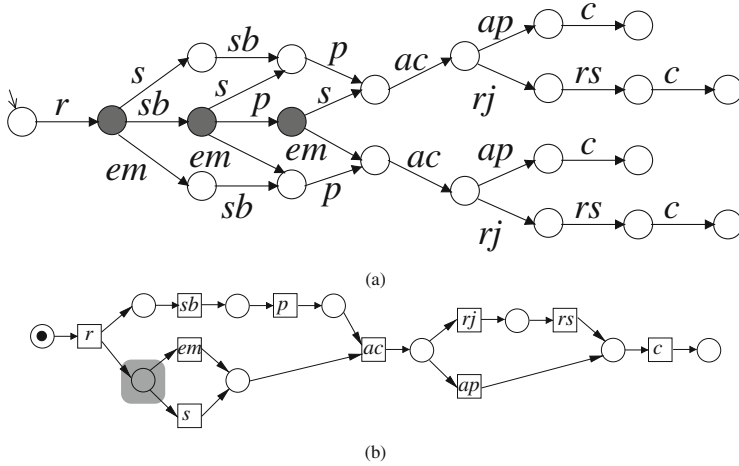 ap c
s sb p ac rj rs c
r sb s p s
em em em ac ap c
sb p rj rs c
(a)
sb p rj rs
r em ac c
s ap
(b)